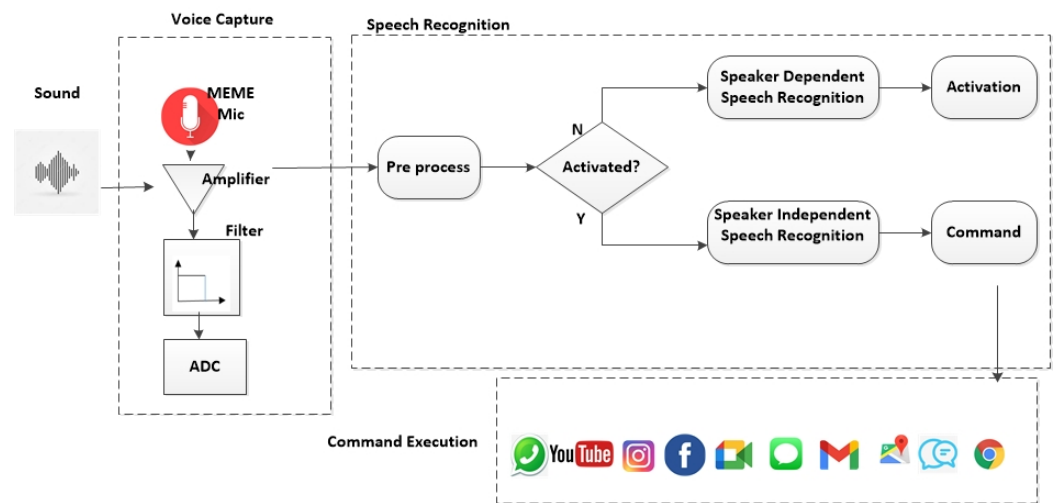 Voice Capture
Speech Recognition
Sound
MEME
Mic
Amplifier
Filter
ADC
Pre process
N
Activated?
Y
Speaker Dependent
Speech Recognition
Activation
Speaker Independent
Speech Recognition
Command
Command Execution
YouTube